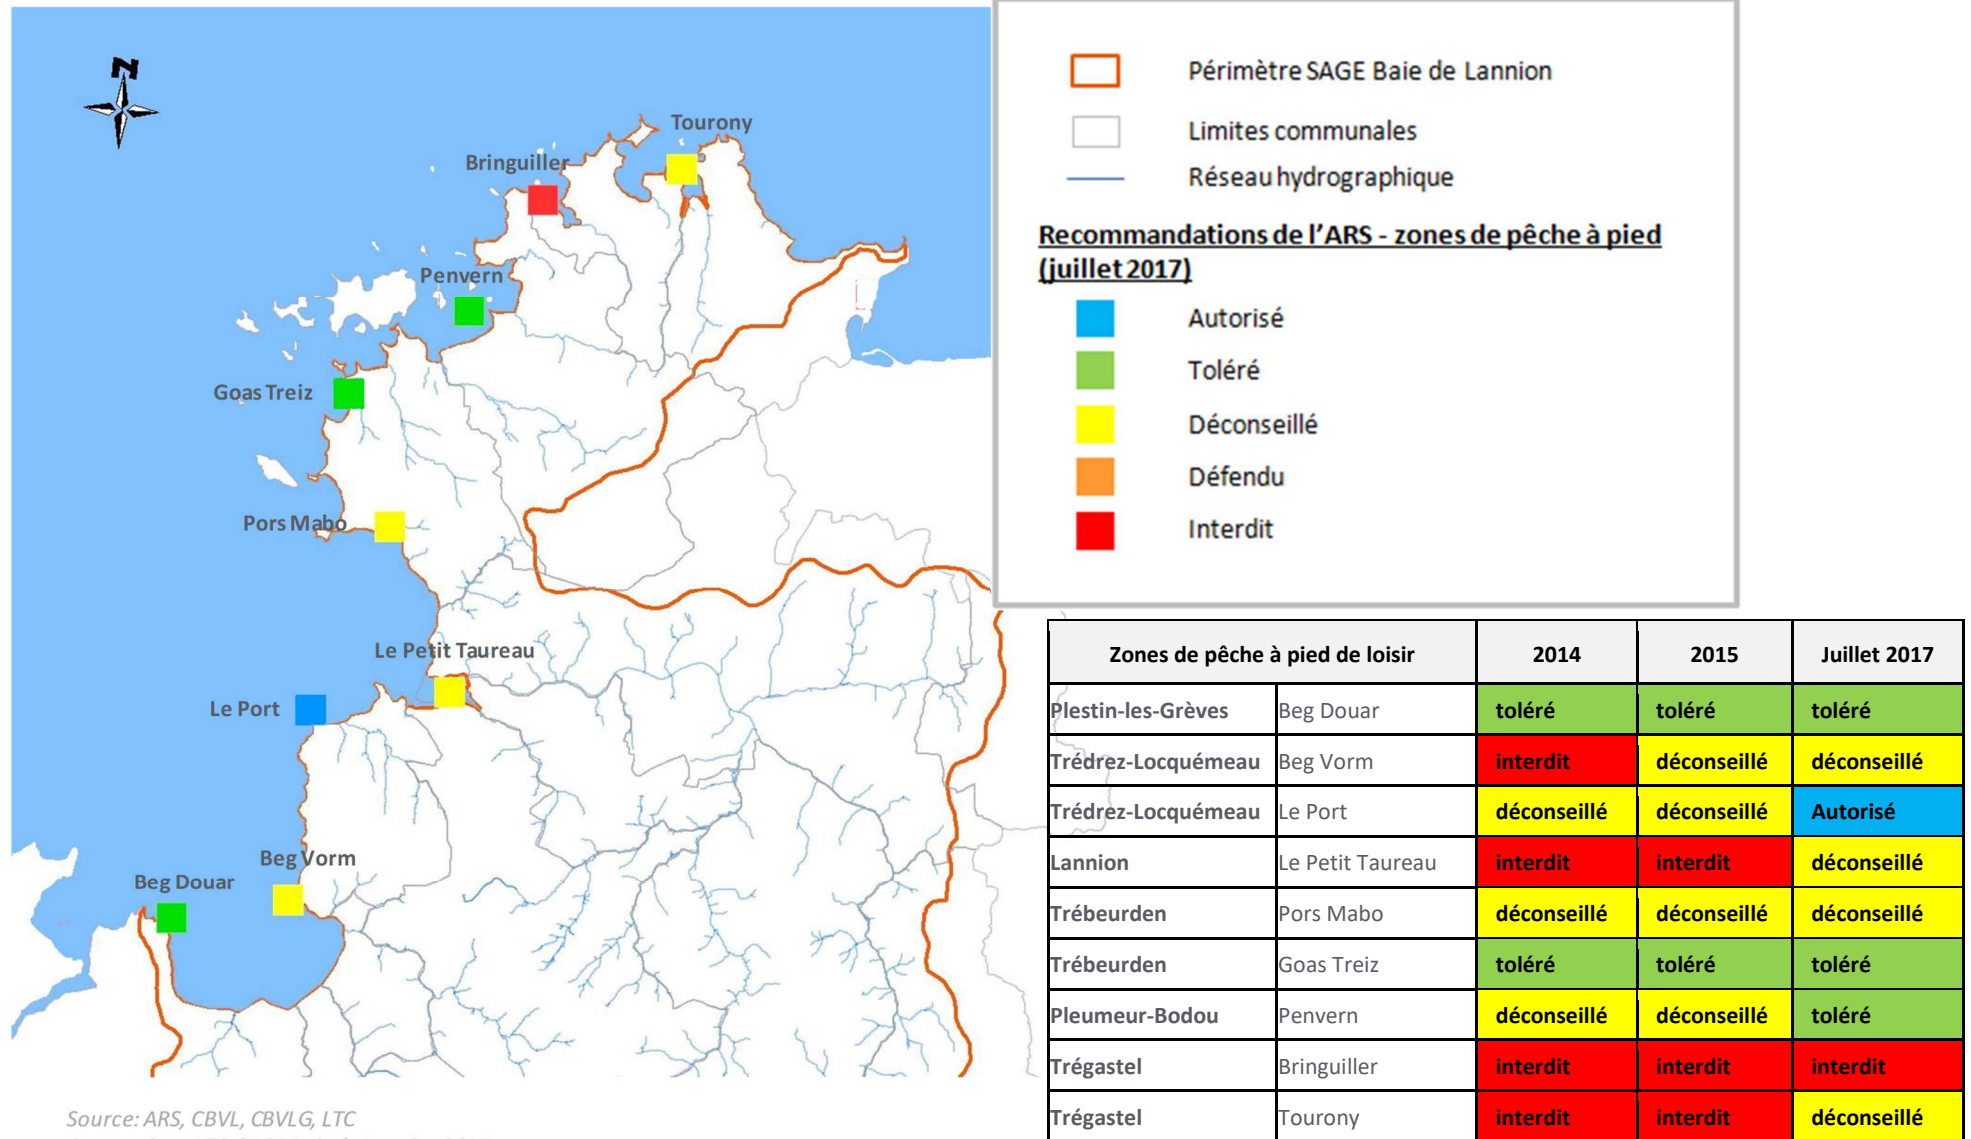 N
Tourony
Bringuiller
Penvern
Goas Treiz
Pors Mabo
Le Petit Taureau
Le Port
Beg Vorm
Beg Douar
Source: ARS, CBVL, CBVLG, LTC
Périmètre SAGE Baie de Lannion
Limites communales
Réseau hydrographique
Recommandations de l'ARS - zones de pêche à pied
(juillet 2017)
Autorisé
Toléré
Déconseillé
Défendu
Interdit
Zones de pêche à pied de loisir 2014 2015 Juillet 2017
Plestin-les-Grèves Beg Douar toléré toléré toléré
Trédrez-Locquémeau Beg Vorm interdit déconseillé déconseillé
Trédrez-Locquémeau Le Port déconseillé déconseillé Autorisé
Lannion Le Petit Taureau interdit interdit déconseillé
Trébeurden Pors Mabo déconseillé déconseillé déconseillé
Trébeurden Goas Treiz toléré toléré toléré
Pleumeur-Bodou Penvern déconseillé déconseillé toléré
Trégastel Bringuiller interdit interdit interdit
Trégastel Tourony interdit interdit déconseillé